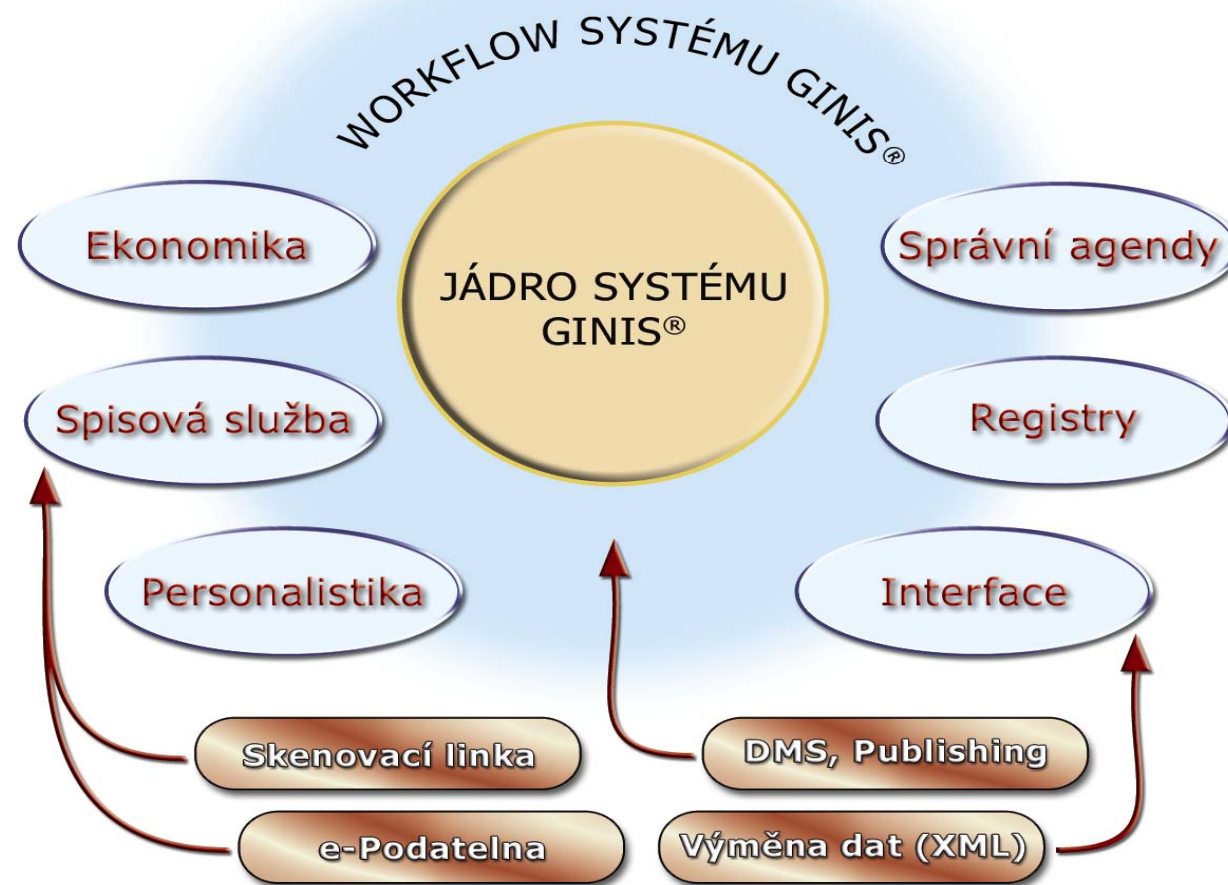 WORKFLOW SYSTÉMU GINIS®
JÁDRO SYSTÉMU
GINIS®
Ekonomika
Správní agendy
Spisová služba
Registry
Personalistika
Interface
Skenovací linka
DMS, Publishing
e-Podatelna
Výměna dat (XML)